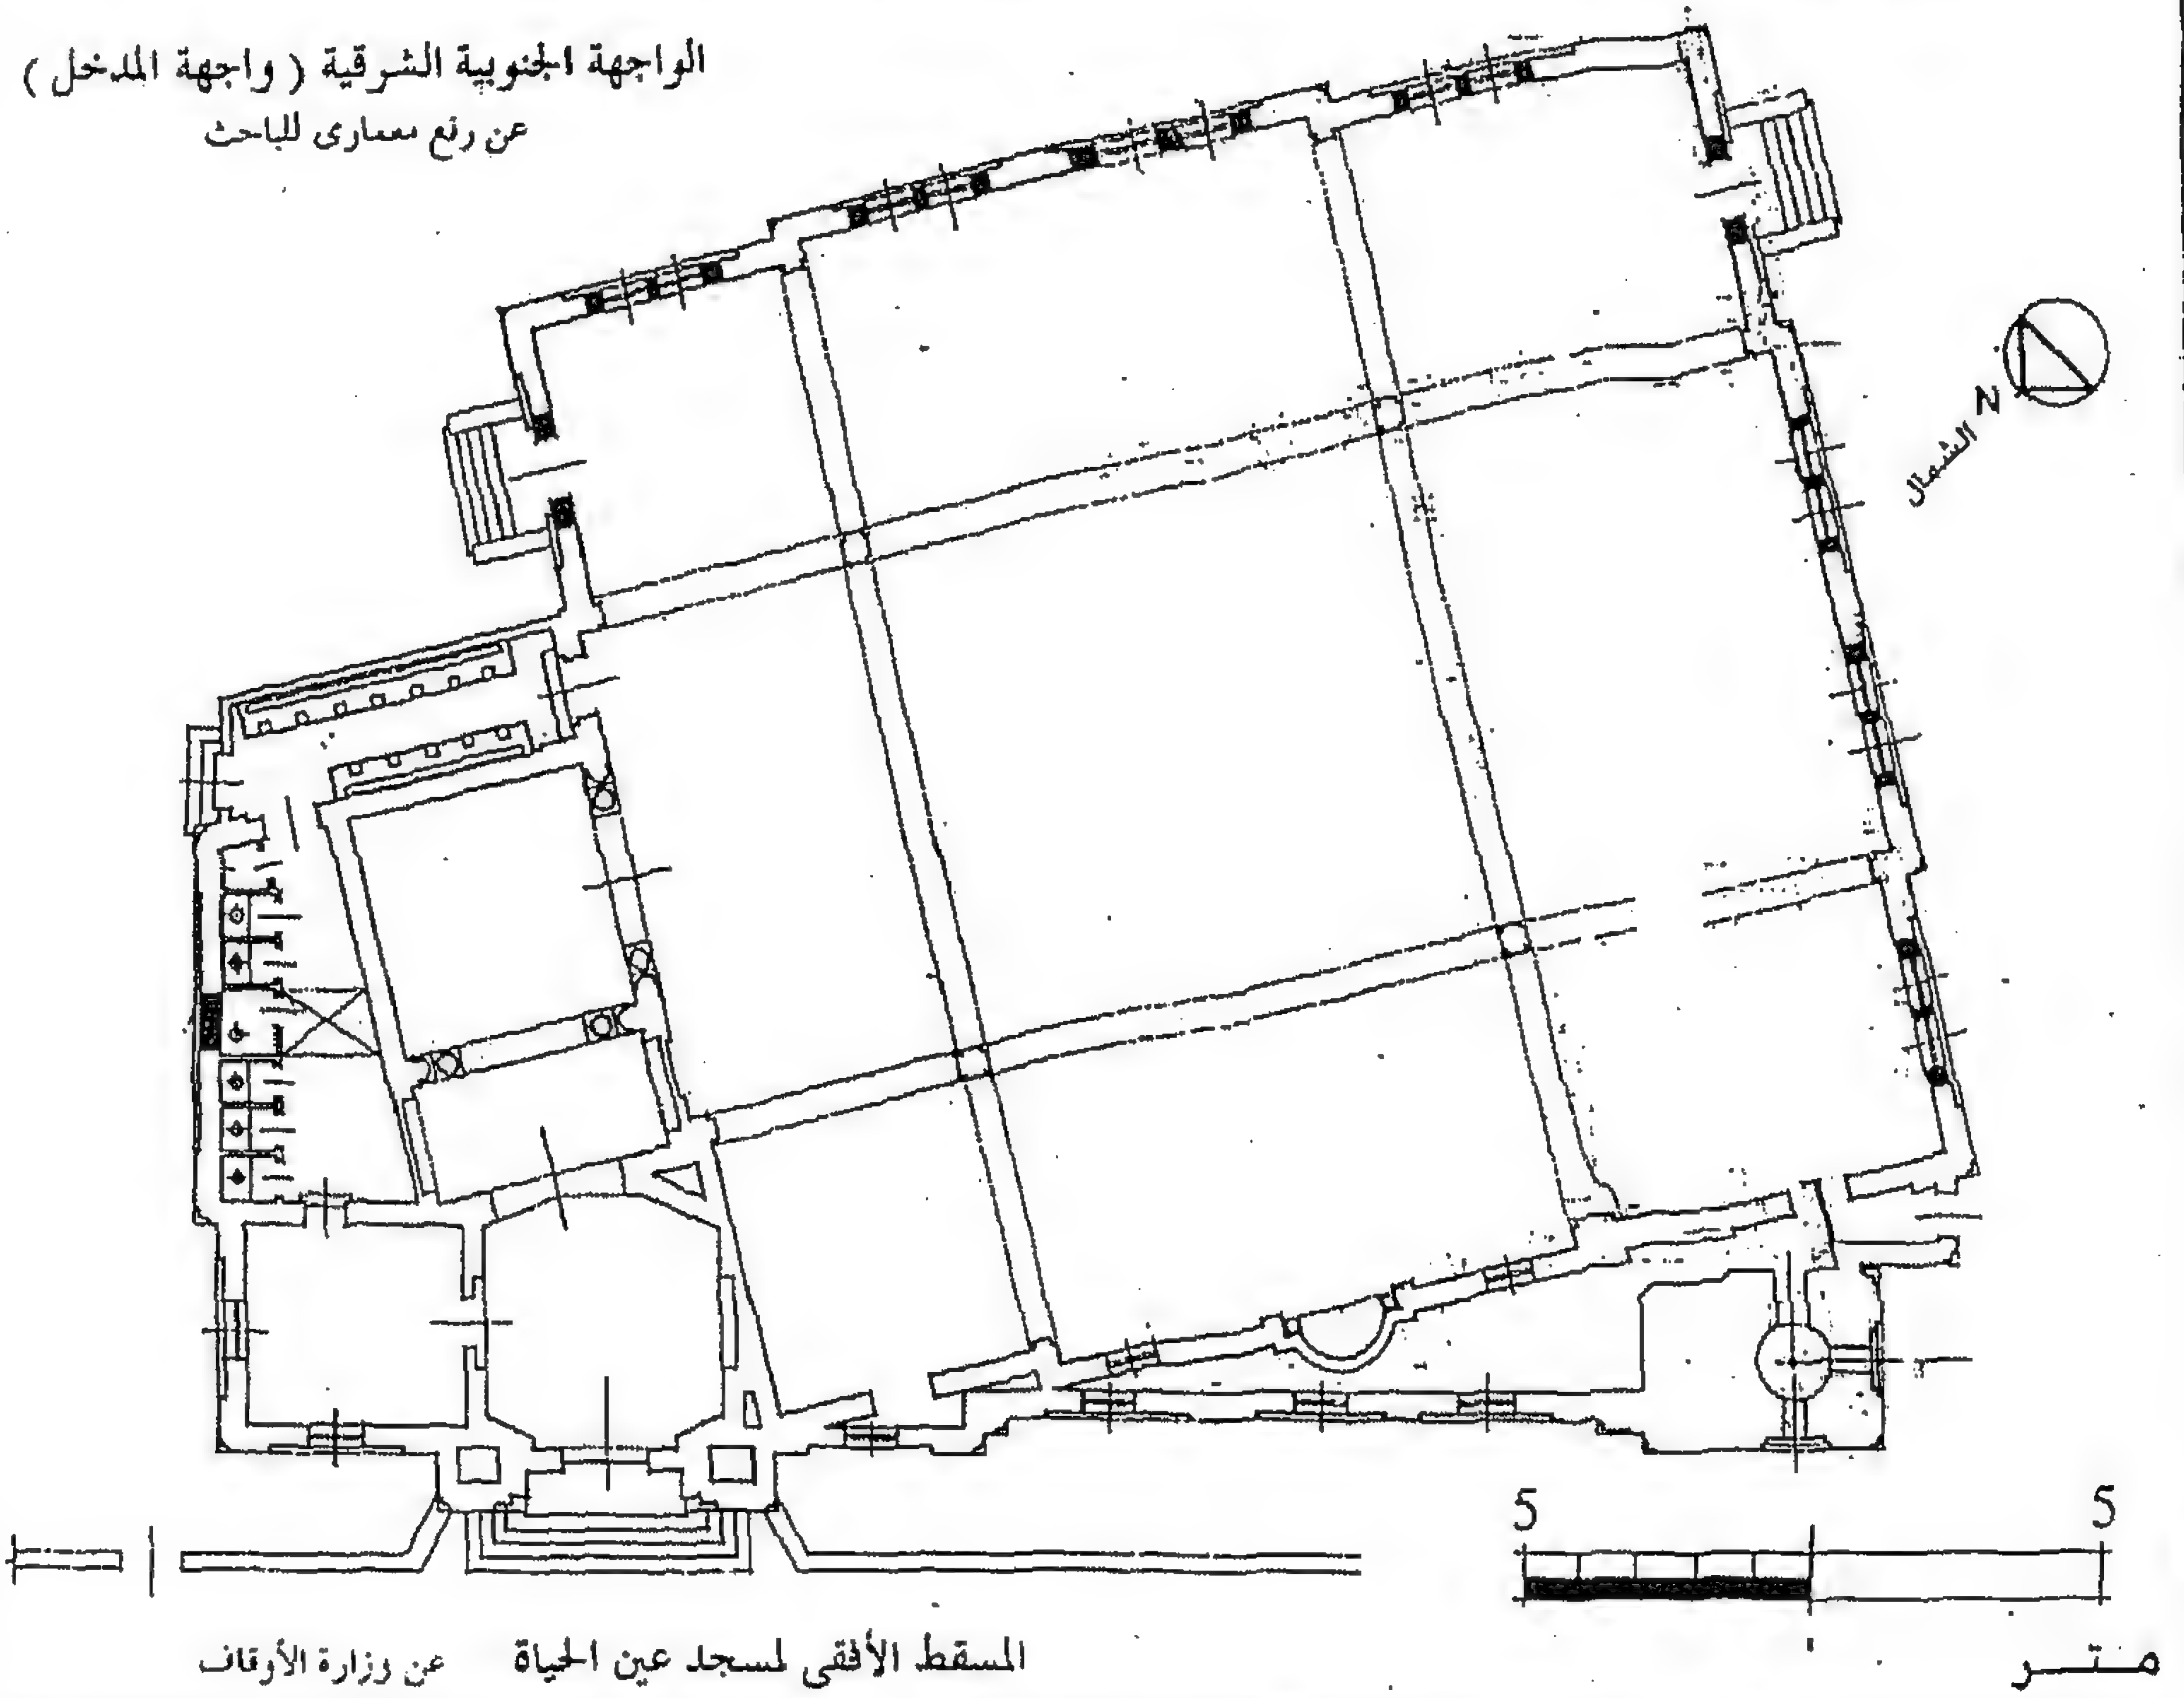 الواجهة الجنوبية الشرقية ( واجهة المدخل )
عن رفع معمارى للباحث
N
الشمال
5 5
متر
المسقط الأفقى لمسجد عين الحياة عن وزارة الأوقاف